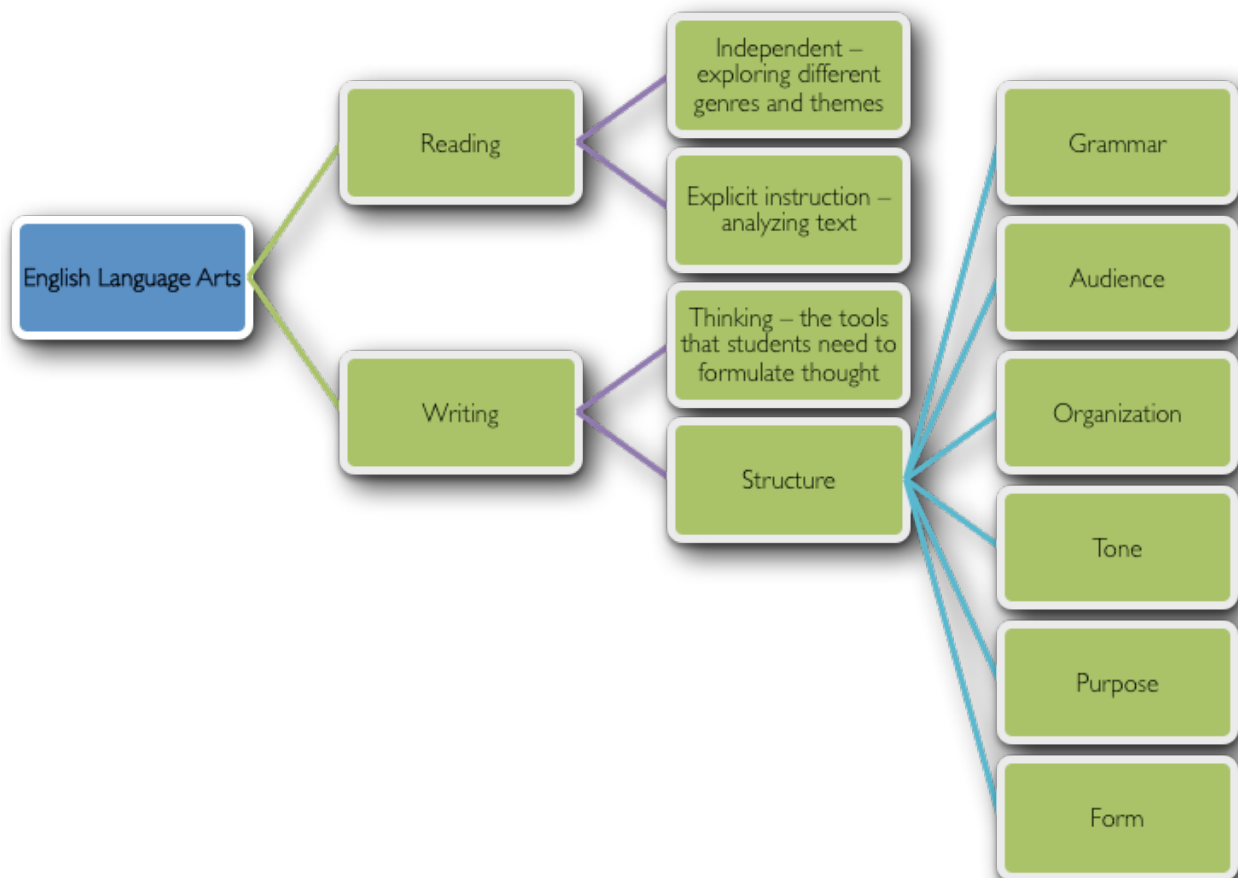 English Language Arts
Reading
Independent –
exploring different
genres and themes
Explicit instruction –
analyzing text
Writing
Thinking – the tools
that students need to
formulate thought
Structure
Grammar
Audience
Organization
Tone
Purpose
Form